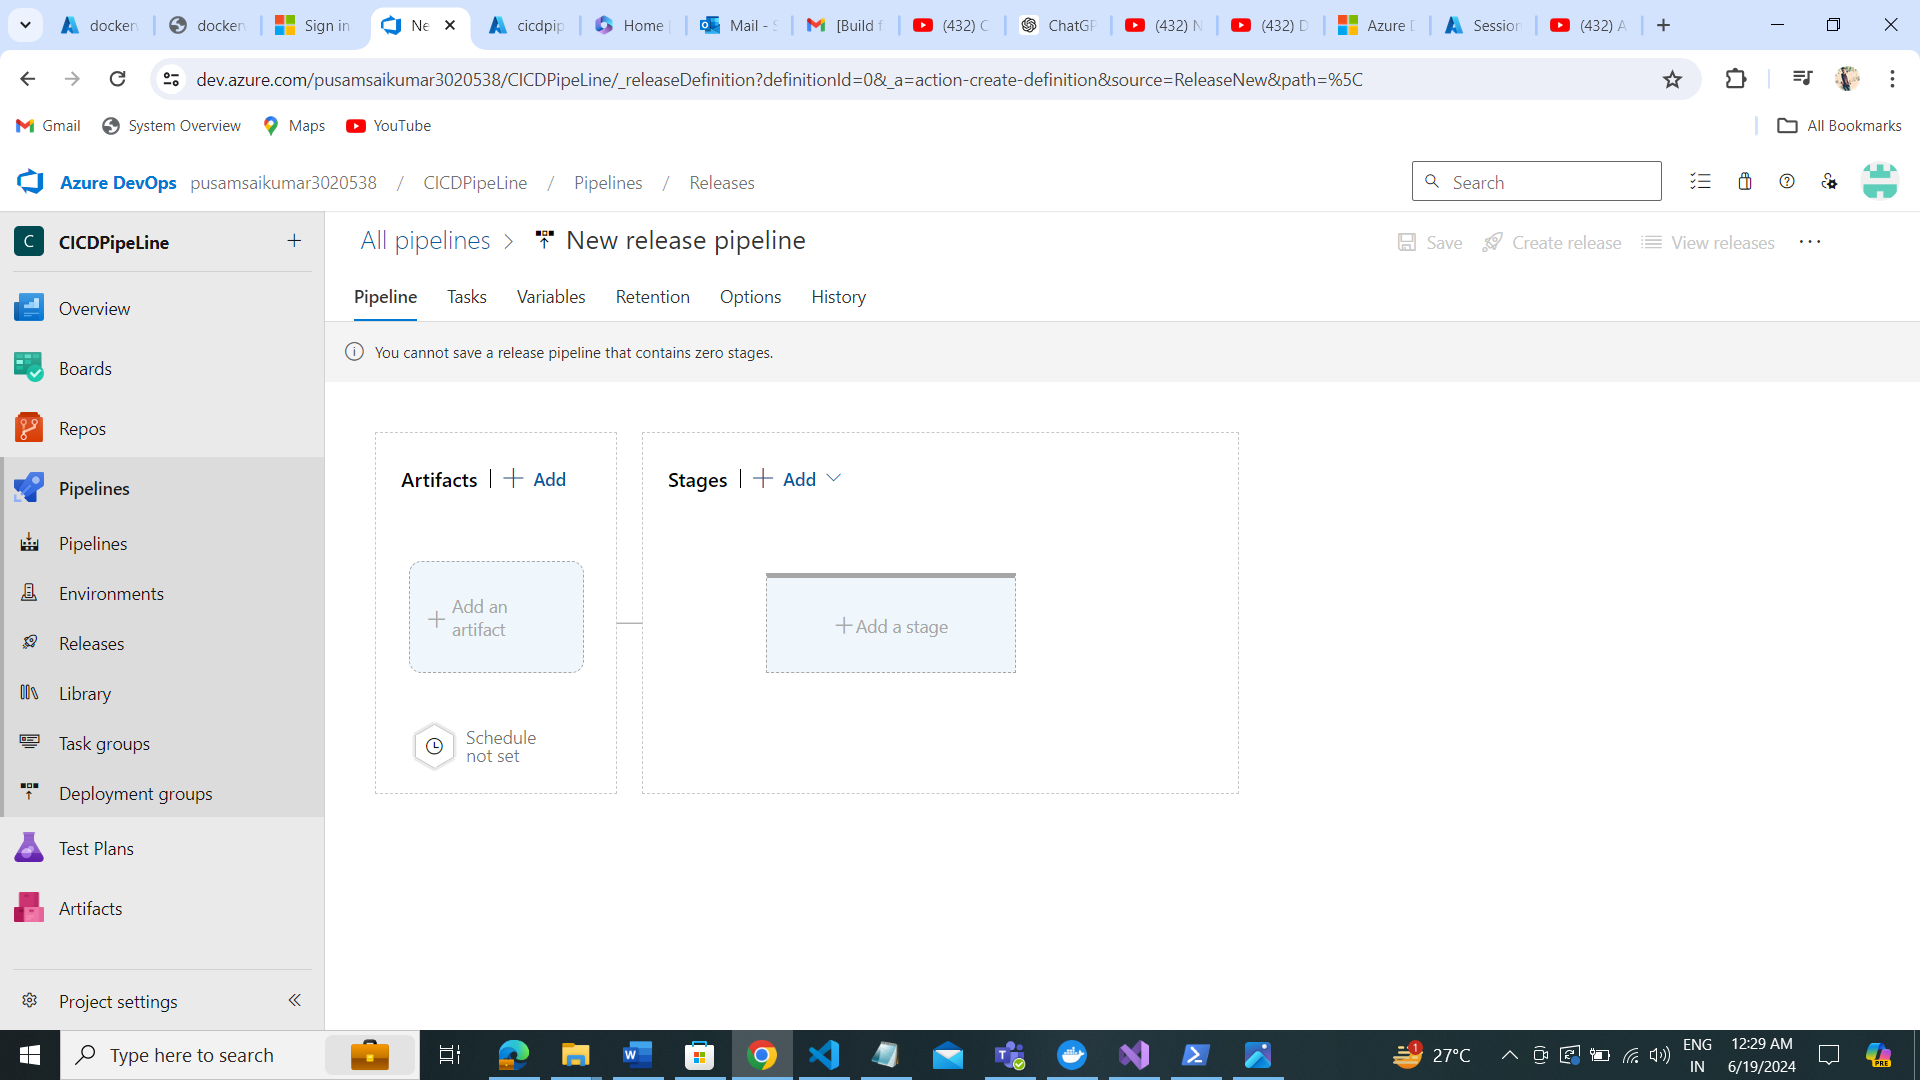 docker
docker
Sign in
Ne
cicdpip
Home
Mail - S
[Build f
(432) C
ChatGP
(432) N
(432) D
Azure D
Session
(432) A
dev.azure.com/pusamsaikumar3020538/CICDPipeLine/_releaseDefinition?definitionId=0&_a=action-create-definition&source=ReleaseNew&path=%5C
Gmail
System Overview
Maps
YouTube
All Bookmarks
Azure DevOps pusamsaikumar3020538 / CICDPipeLine / Pipelines / Releases
Search
C CICDPipeLine
All pipelines > New release pipeline
Save
Create release
View releases
Pipeline Tasks Variables Retention Options History
You cannot save a release pipeline that contains zero stages.
Overview
Boards
Repos
Pipelines
Pipelines
Environments
Releases
Library
Task groups
Deployment groups
Test Plans
Artifacts
Project settings
Artifacts | + Add
Add an
artifact
Schedule
not set
Stages | + Add
Add a stage
Type here to search
1
27°C
ENG
IN
12:29 AM
6/19/2024
PRE